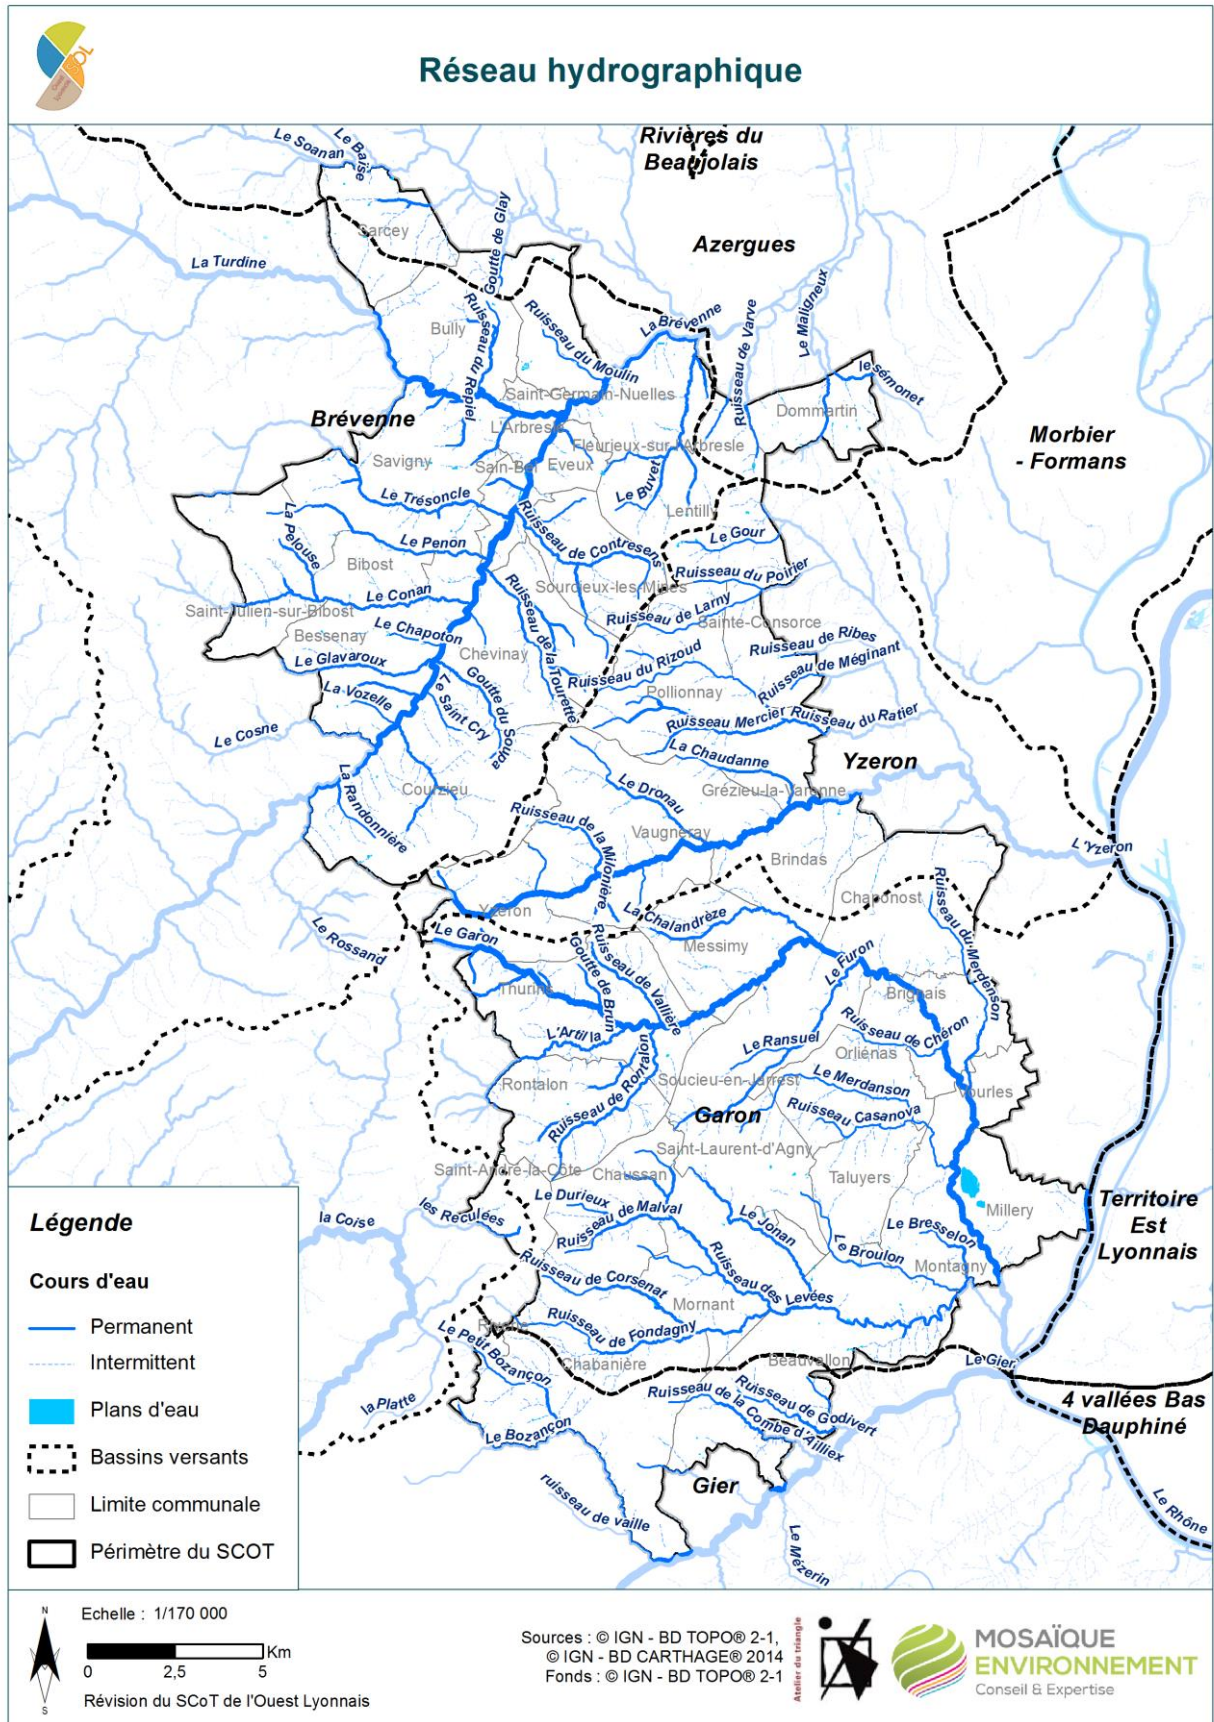 Réseau hydrographique
Rivières du
Beaujolais
Le Soanan
Le Baïse
Goutte de Glay
Sarcey
Azergues
La Turdine
Le Maligneux
Ruisseau de Varve
La Brévenne
Ruisseau du Repiel
Bully
Ruisseau du Moulin
le sémonet
Saint-Germain-Nuelles
Dommartin
Brévenne
L'Arbresle
Fleurieux-sur-l'Arbresle
Morbier
- Formans
Savigny
Sain-Bel
Eveux
Le Buvet
Le Trésoncle
Lentilly
La Pelouse
Le Penon
Ruisseau de Contresens
Le Gour
Bibost
Ruisseau du Poirier
Sourcieux-les-Mines
Le Conan
Saint-Julien-sur-Bibost
Ruisseau de Larny
Sainte-Consorce
Bessenay
Le Chapoton
Ruisseau de la Tourette
Ruisseau de Ribes
Chevinay
Le Glavaroux
Ruisseau du Rizoud
Ruisseau de Méginant
Goutte du Soupa
La Vozelle
Le Saint Cry
Pollionnay
Ruisseau Mercier
Ruisseau du Ratier
Le Cosne
La Chaudanne
Yzeron
La Randonnière
Courzieu
Le Dronau
Grézieu-la-Varenne
Ruisseau de la Milonière
Vaugneray
L'Yzeron
Brindas
Chaponost
Ruisseau du Merdenson
Yzeron
La Chalandrèze
Le Rossand
Le Garon
Messimy
Goutte de Brun
Ruisseau de Vallière
Le Furon
Thurins
Brignais
Ruisseau de Chéron
L'Artilla
Le Ransuel
Orliénas
Rontalon
Ruisseau de Rontalon
Soucieu-en-Jarrest
Le Merdanson
Vourles
Garon
Ruisseau Casanova
Saint-Laurent-d'Agny
Saint-André-la-Côte
Chaussan
Taluyers
Le Durieux
Millery
Territoire
Est
Lyonnais
les Reculées
la Coise
Ruisseau de Malval
Le Jonan
Le Bresselon
Le Broulon
Montagny
Ruisseau de Corsenat
Ruisseau des Levées
Mornant
Ruisseau de Fondagny
Le Petit Bozançon
Chabanière
Beauvallon
Le Gier
la Platte
Ruisseau de la Combe d'Ailliex
Ruisseau de Godivert
4 vallées Bas
Dauphiné
Le Bozançon
Gier
ruisseau de vaille
Le Rhône
Le Mézerin
Légende
Cours d'eau
Permanent
Intermittent
Plans d'eau
Bassins versants
Limite communale
Périmètre du SCOT
N
S
Echelle : 1/170 000
Km
0 2,5 5
Révision du SCoT de l'Ouest Lyonnais
Sources : © IGN - BD TOPO® 2-1,
© IGN - BD CARTHAGE® 2014
Fonds : © IGN - BD TOPO® 2-1
Atelier du triangle
MOSAÏQUE
ENVIRONNEMENT
Conseil & Expertise